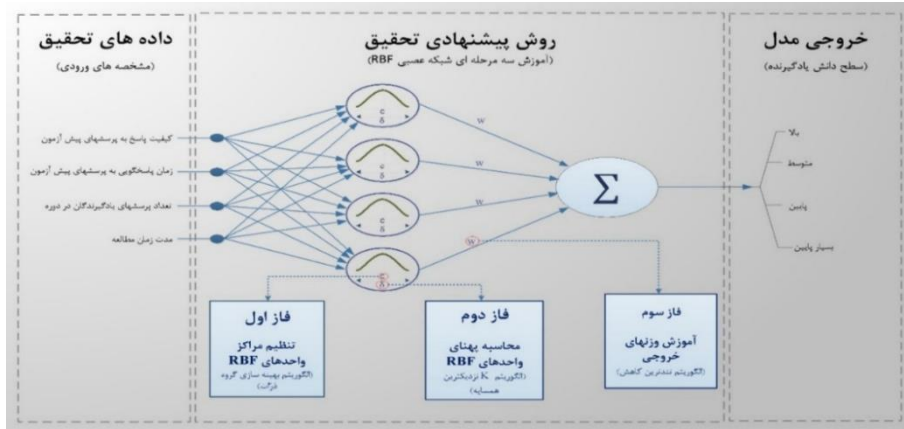 داده های تحقیق
(مشخصه های ورودی)
کیفیت پاسخ به پرسشهای پیش آزمون
زمان پاسخگویی به پرسشهای پیش آزمون
تعداد پرسشهای یادگیرندگان در دوره
مدت زمان مطالعه
روش پیشنهادی تحقیق
(آموزش سه مرحله ای شبکه عصبی RBF)
c
δ
c
δ
c
δ
c
δ
w
w
w
w
Σ
فاز اول
تنظیم مراکز
واحدهای RBF
(الگوریتم بهینه سازی گروه
ذرات)
فاز دوم
محاسبه پهنای
واحدهای RBF
(الگوریتم K نزدیکترین
همسایه)
فاز سوم
آموزش وزنهای
خروجی
(الگوریتم تندترین کاهش)
خروجی مدل
(سطح دانش یادگیرنده)
بالا
متوسط
پایین
بسیار پایین